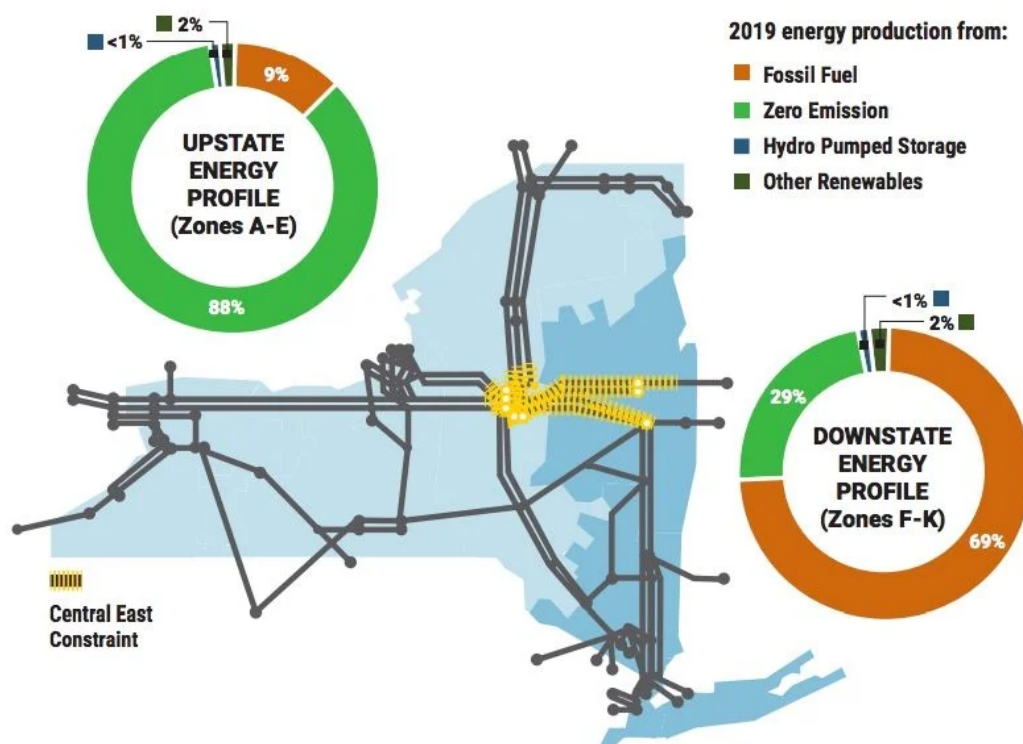 <1%
2%
9%
UPSTATE
ENERGY
PROFILE
(Zones A-E)
88%
2019 energy production from:
Fossil Fuel
Zero Emission
Hydro Pumped Storage
Other Renewables
<1%
2%
29%
DOWNSTATE
ENERGY
PROFILE
(Zones F-K)
69%
Central East
Constraint